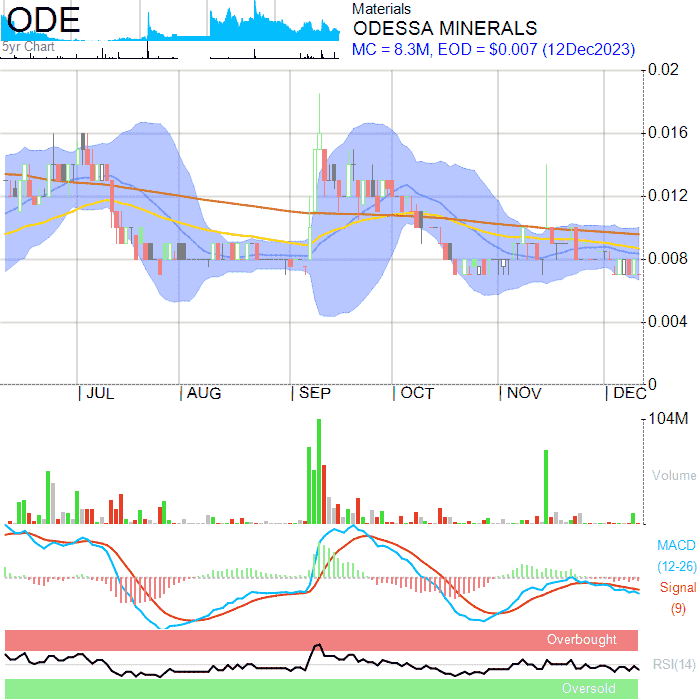 ODE
5yr Chart
Materials
ODESSA MINERALS
MC = 8.3M, EOD = $0.007 (12Dec2023)
0.02
0.016
0.012
0.008
0.004
0
JUL
AUG
SEP
OCT
NOV
DEC
104M
Volume
MACD
(12-26)
Signal
(9)
Overbought
RSI(14)
Oversold